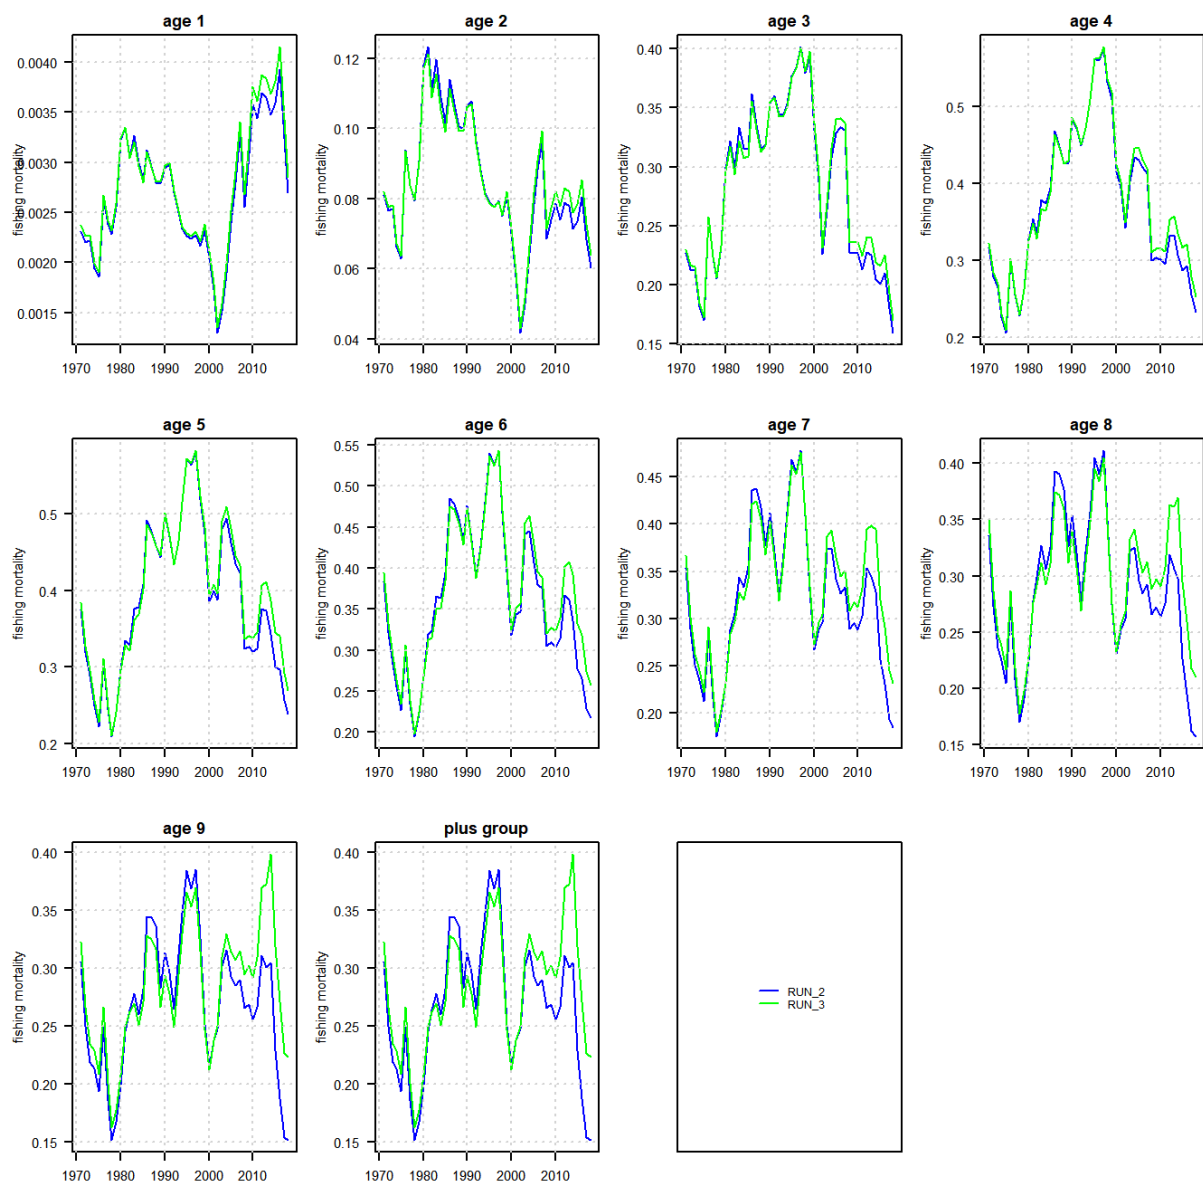 age 1
age 2
age 3
age 4
fishing mortality
0.0040
0.0035
0.0030
0.0025
0.0020
0.0015
1970 1980 1990 2000 2010
fishing mortality
0.12
0.10
0.08
0.06
0.04
1970 1980 1990 2000 2010
fishing mortality
0.40
0.35
0.30
0.25
0.20
0.15
1970 1980 1990 2000 2010
fishing mortality
0.5
0.4
0.3
0.2
1970 1980 1990 2000 2010
age 5
age 6
age 7
age 8
fishing mortality
0.5
0.4
0.3
0.2
1970 1980 1990 2000 2010
fishing mortality
0.55
0.50
0.45
0.40
0.35
0.30
0.25
0.20
1970 1980 1990 2000 2010
fishing mortality
0.45
0.40
0.35
0.30
0.25
0.20
1970 1980 1990 2000 2010
fishing mortality
0.40
0.35
0.30
0.25
0.20
0.15
1970 1980 1990 2000 2010
age 9
plus group
fishing mortality
0.40
0.35
0.30
0.25
0.20
0.15
1970 1980 1990 2000 2010
fishing mortality
0.40
0.35
0.30
0.25
0.20
0.15
1970 1980 1990 2000 2010
RUN_2
RUN_3